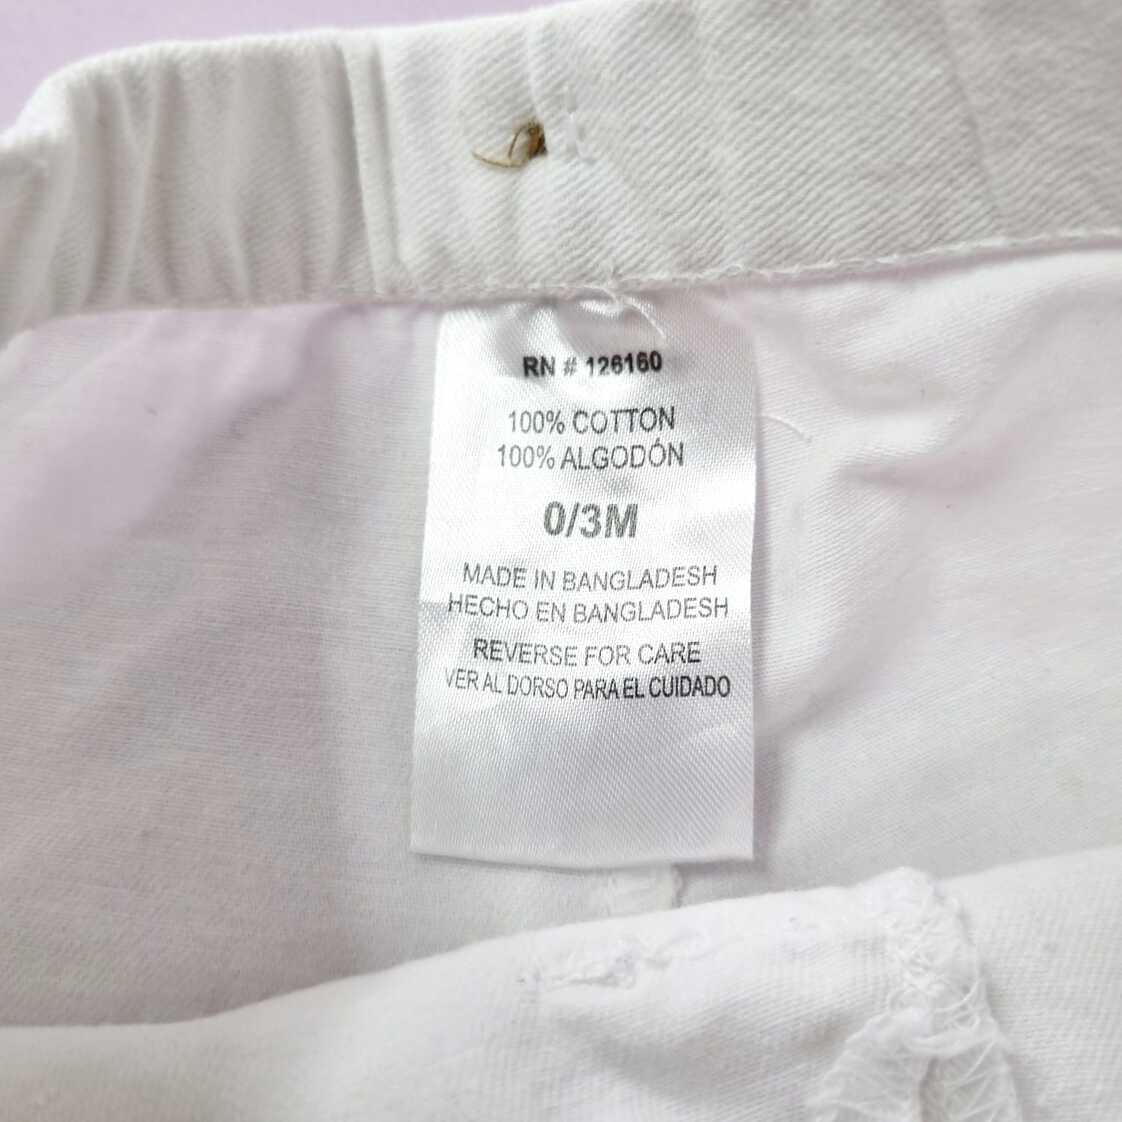 RN # 126160
100% COTTON
100% ALGODÓN
0/3M
MADE IN BANGLADESH
HECHO EN BANGLADESH
REVERSE FOR CARE
VER AL DORSO PARA EL CUIDADO